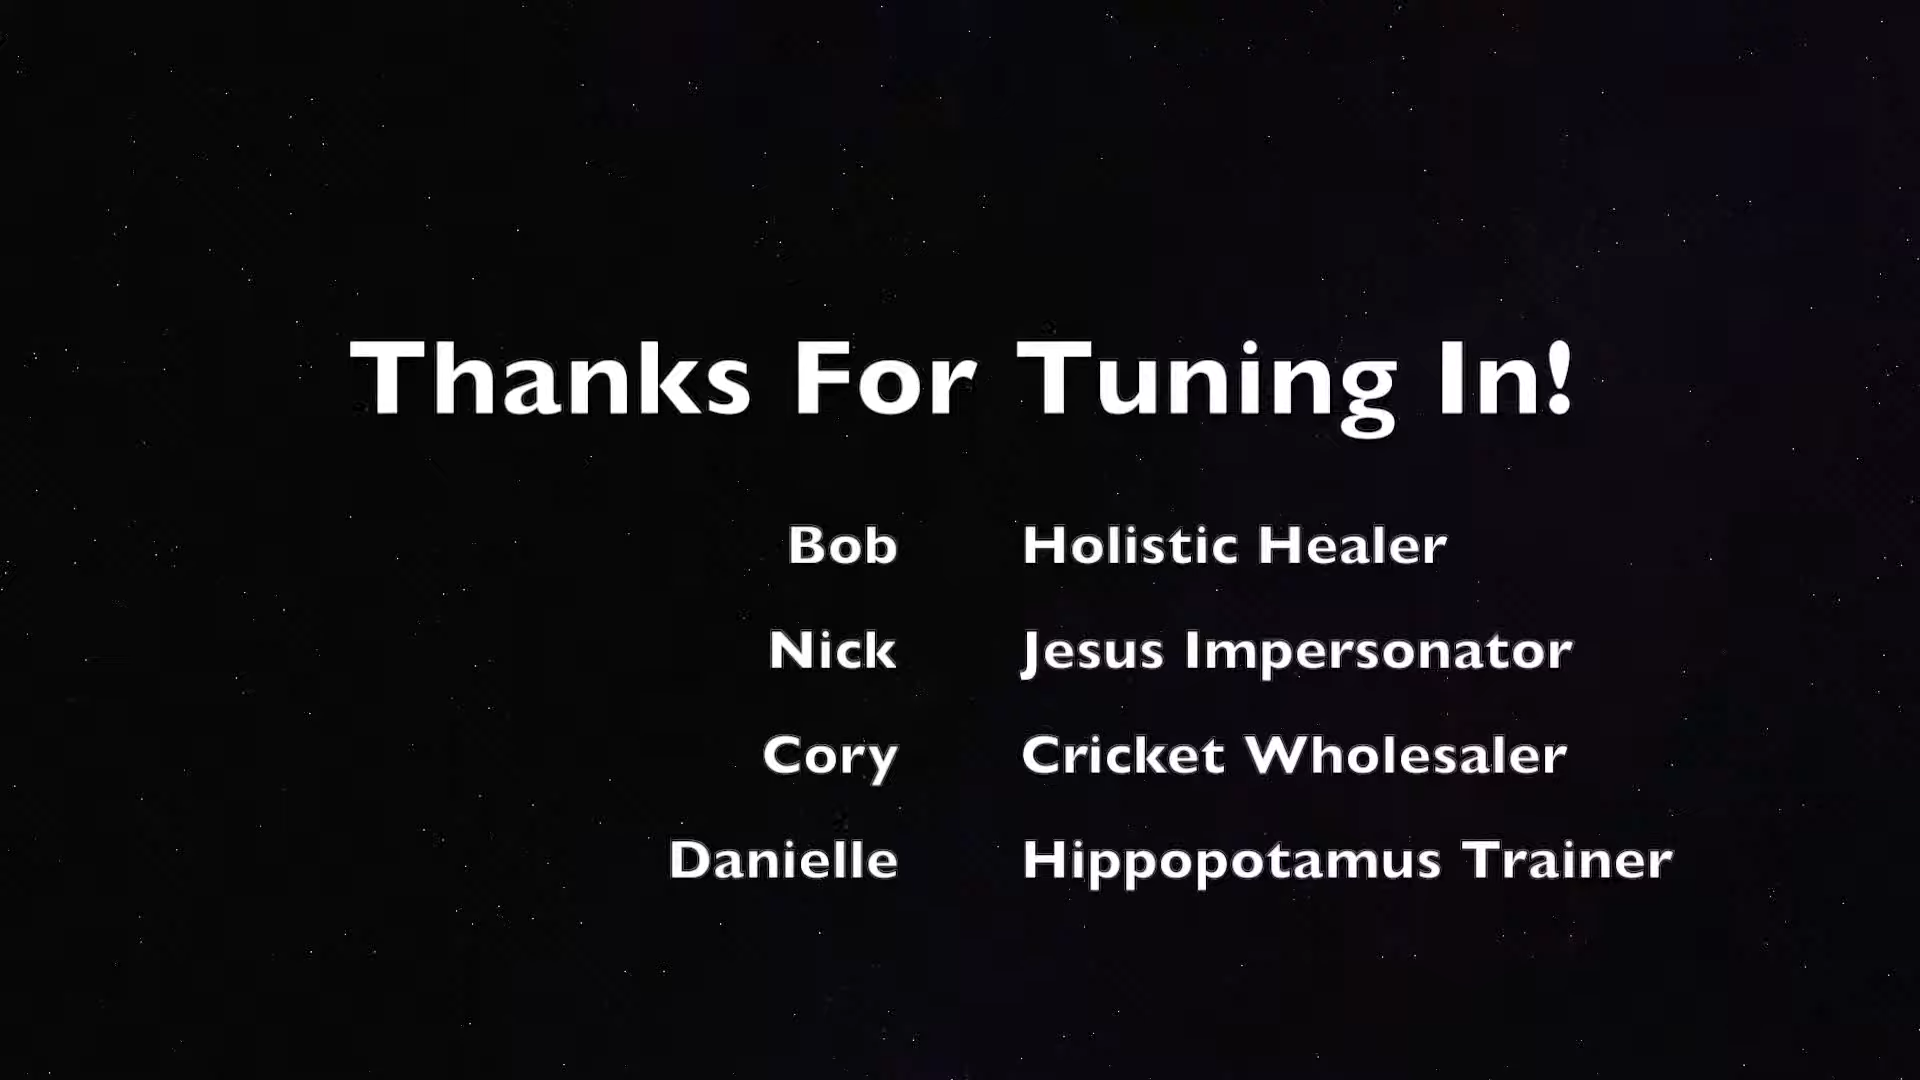 Thanks For Tuning In!
Bob Holistic Healer
Nick Jesus Impersonator
Cory Cricket Wholesaler
Danielle Hippopotamus Trainer